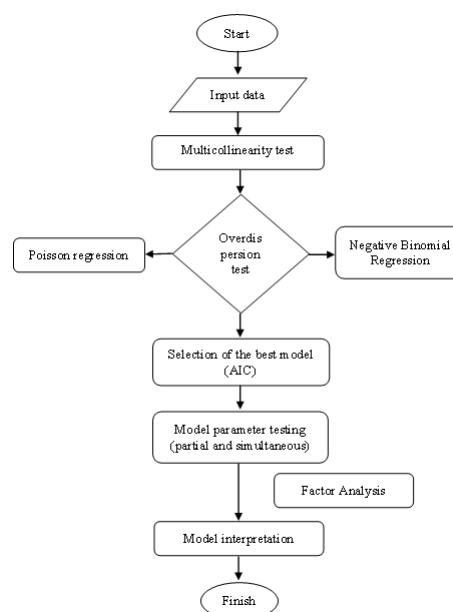 Start
Input data
Multicollinearity test
Overdis
persion
test
Poisson regression
Negative Binomial
Regression
Selection of the best model
(AIC)
Model parameter testing
(partial and simultaneous)
Factor Analysis
Model interpretation
Finish